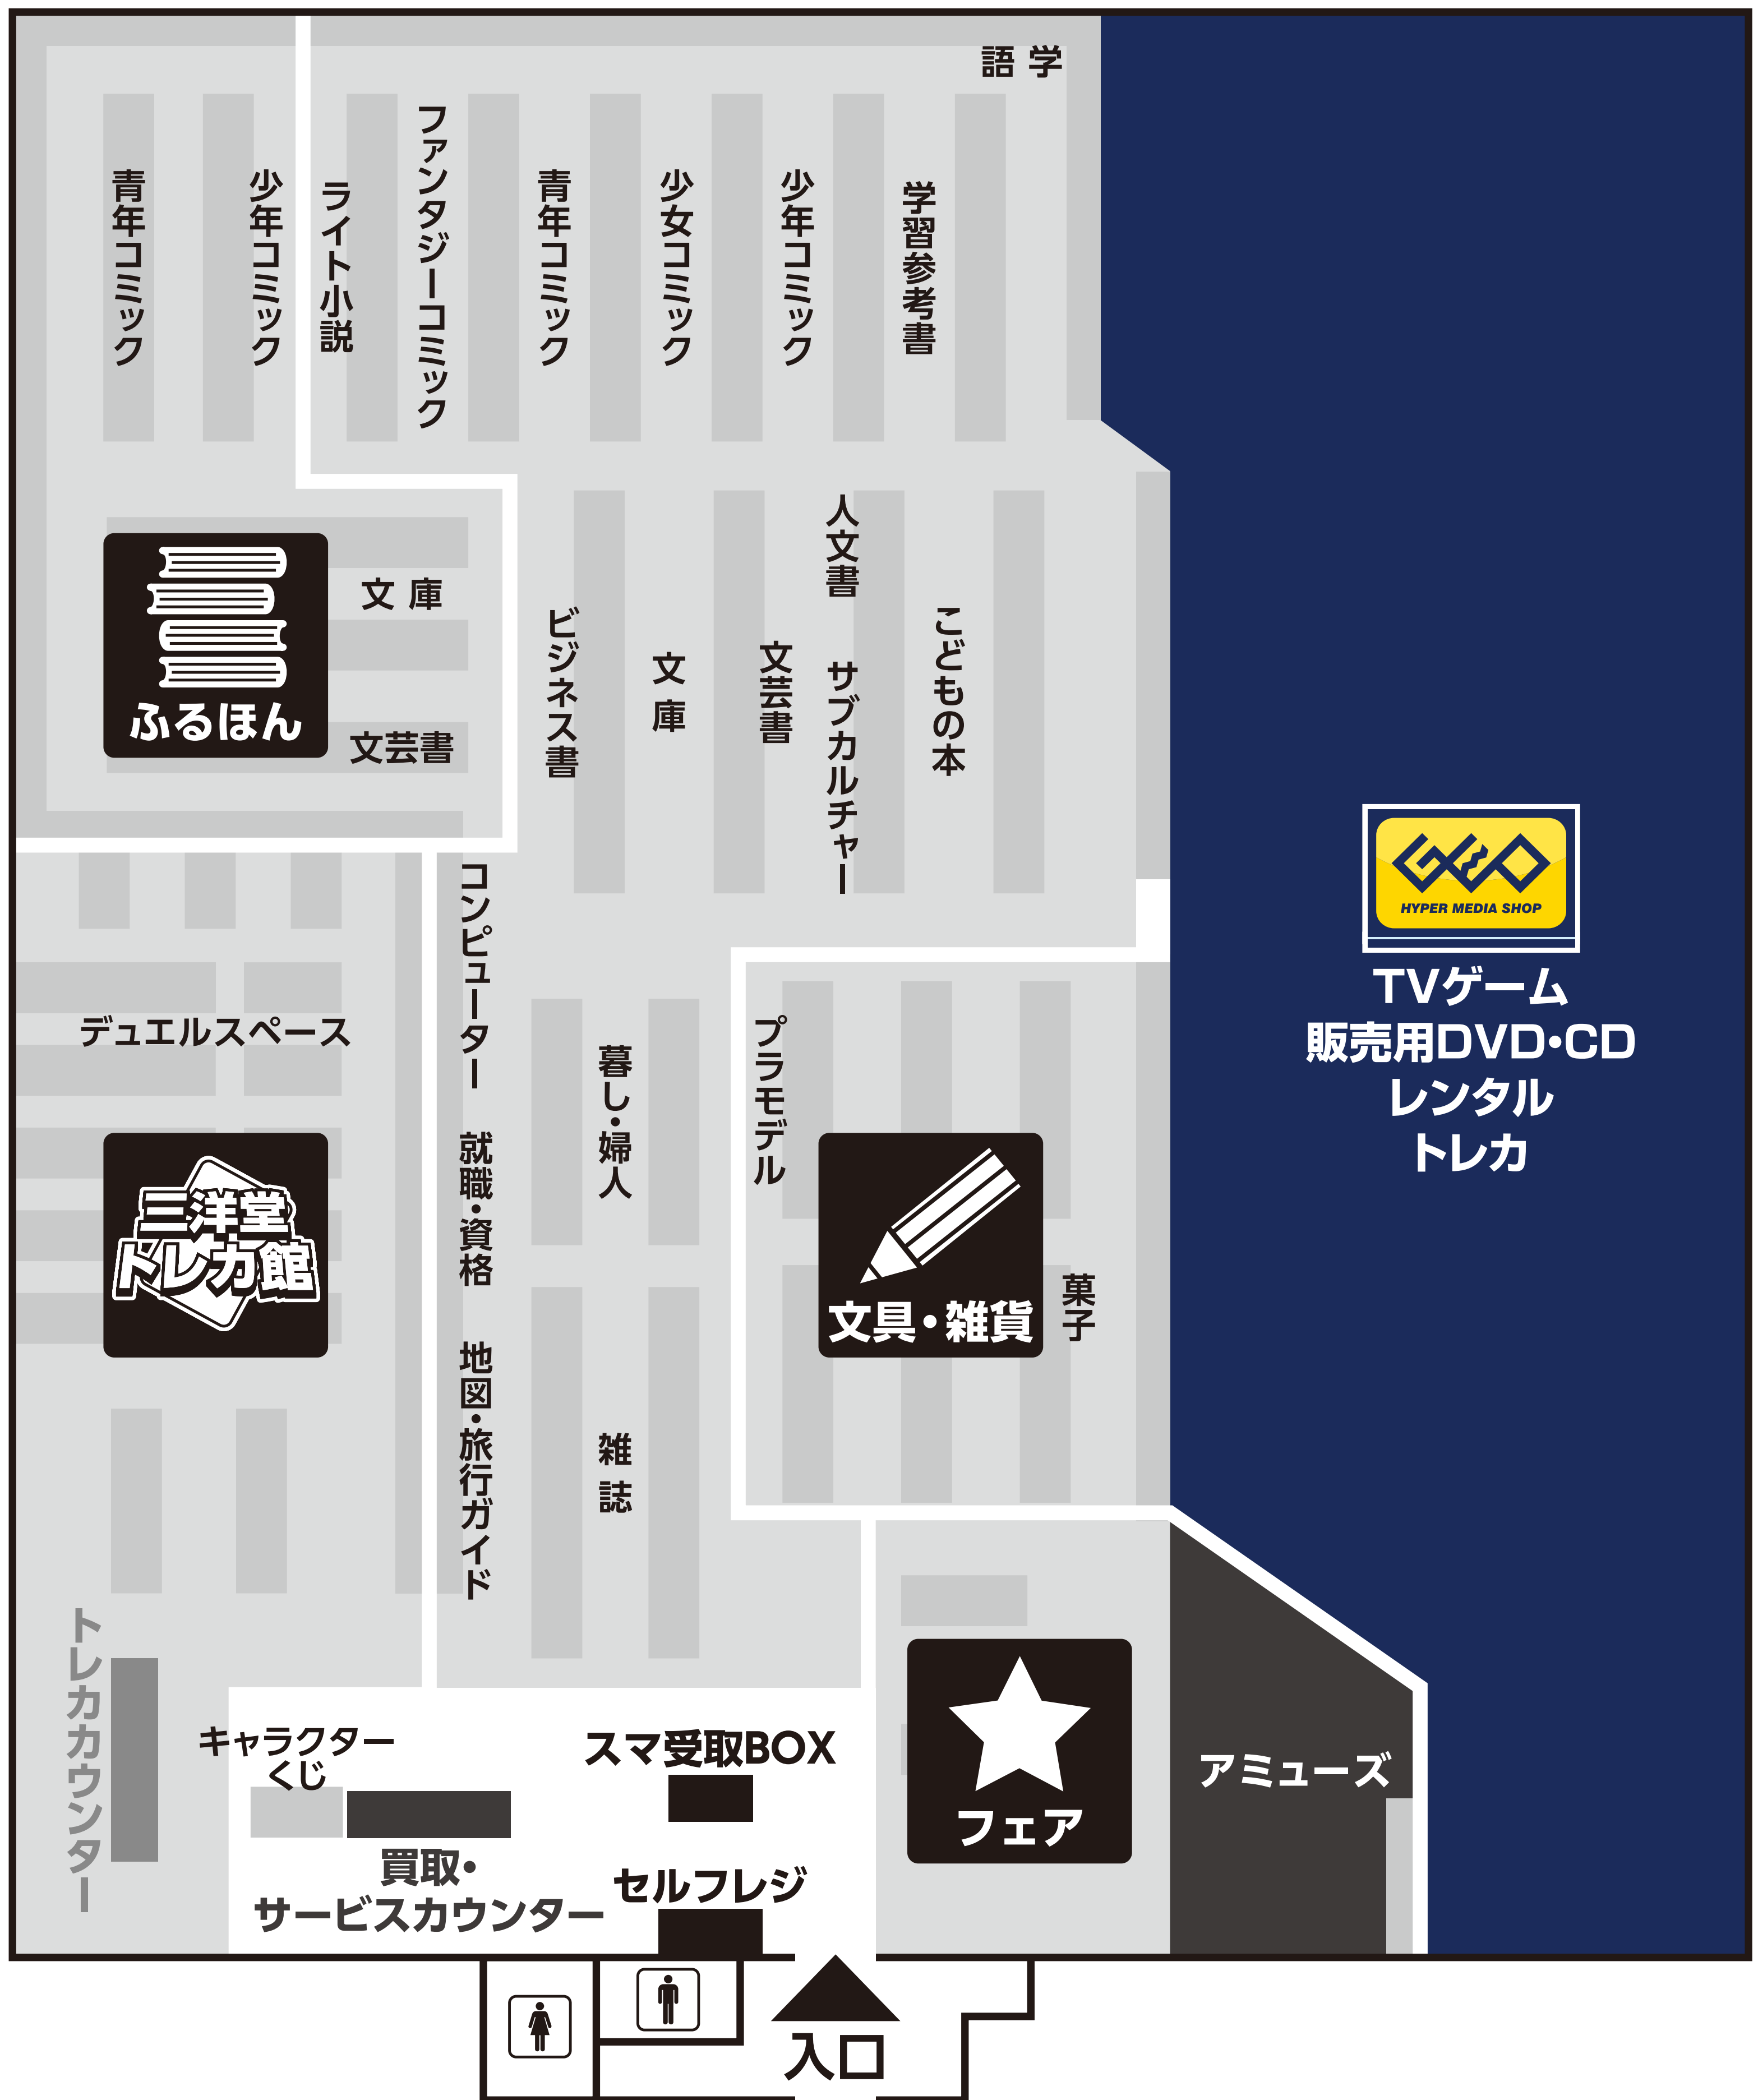 語 学
青年コミック
少年コミック
ライト小説
ファンタジーコミック
青年コミック
少女コミック
少年コミック
学習参考書
ふるほん
文 庫
文芸書
ビジネス書
文 庫
文芸書
人文書 サブカルチャー
こどもの本
GEO
HYPER MEDIA SHOP
TVゲーム
販売用DVD・CD
レンタル
トレカ
デュエルスペース
三洋堂
トレカ館
コンピューター 就職・資格 地図・旅行ガイド
暮し・婦人
雑 誌
プラモデル
文具・雑貨
菓子
トレカカウンター
キャラクター
くじ
買取・
サービスカウンター
スマ受取BOX
セルフレジ
フェア
アミューズ
入口